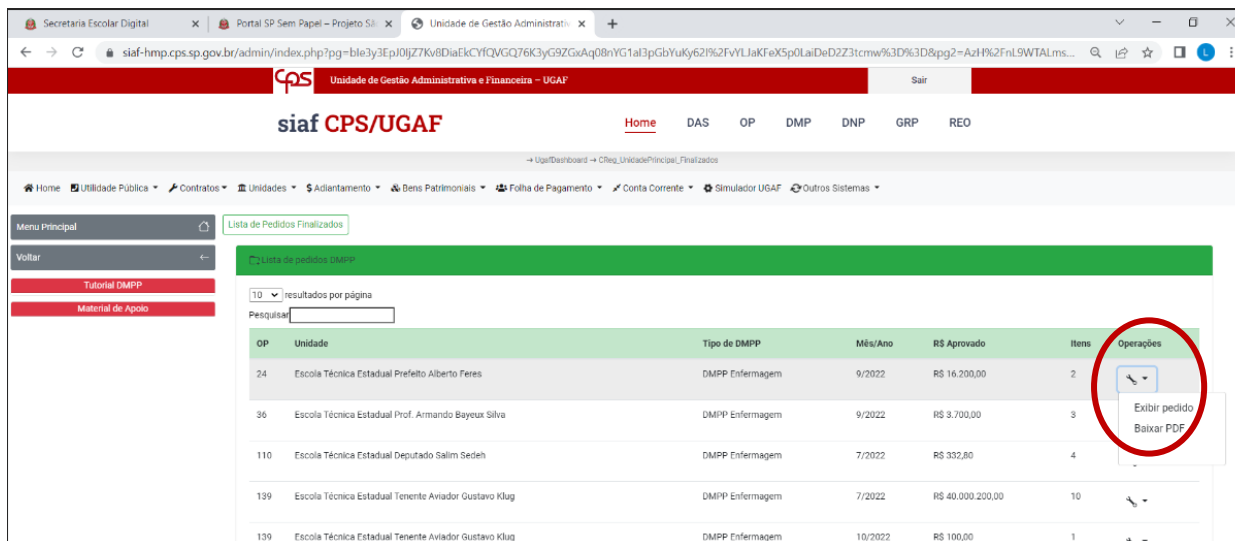 Secretaria Escolar Digital
Portal SP Sem Papel – Projeto Sã
Unidade de Gestão Administrativ
siaf-hmp.cps.sp.gov.br/admin/index.php?
L
cps Unidade de Gestão Administrativa e Financeira – UGAF Sair
siaf CPS/UGAF Home DAS OP DMP DNP GRP REO
→ UgafDashboard → CReg_UnidadePrincipal_Finalizados
Home Utilidade Pública Contratos Unidades $ Adiantamento Bens Patrimoniais Folha de Pagamento Conta Corrente Simulador UGAF Outros Sistemas
Menu Principal
Lista de Pedidos Finalizados
Voltar
Lista de pedidos DMPP
Tutorial DMPP
Material de Apoio
10 resultados por página
Pesquisar
OP Unidade Tipo de DMPP Mês/Ano R$ Aprovado Itens Operações
24 Escola Técnica Estadual Prefeito Alberto Feres DMPP Enfermagem 9/2022 R$ 16.200,00 2
Exibir pedido
Baixar PDF
36 Escola Técnica Estadual Prof. Armando Bayeux Silva DMPP Enfermagem 9/2022 R$ 3.700,00 3
110 Escola Técnica Estadual Deputado Salim Sedeh DMPP Enfermagem 7/2022 R$ 332,80 4
139 Escola Técnica Estadual Tenente Aviador Gustavo Klug DMPP Enfermagem 7/2022 R$ 40.000.200,00 10
139 Escola Técnica Estadual Tenente Aviador Gustavo Klug DMPP Enfermagem 10/2022 R$ 100,00 1